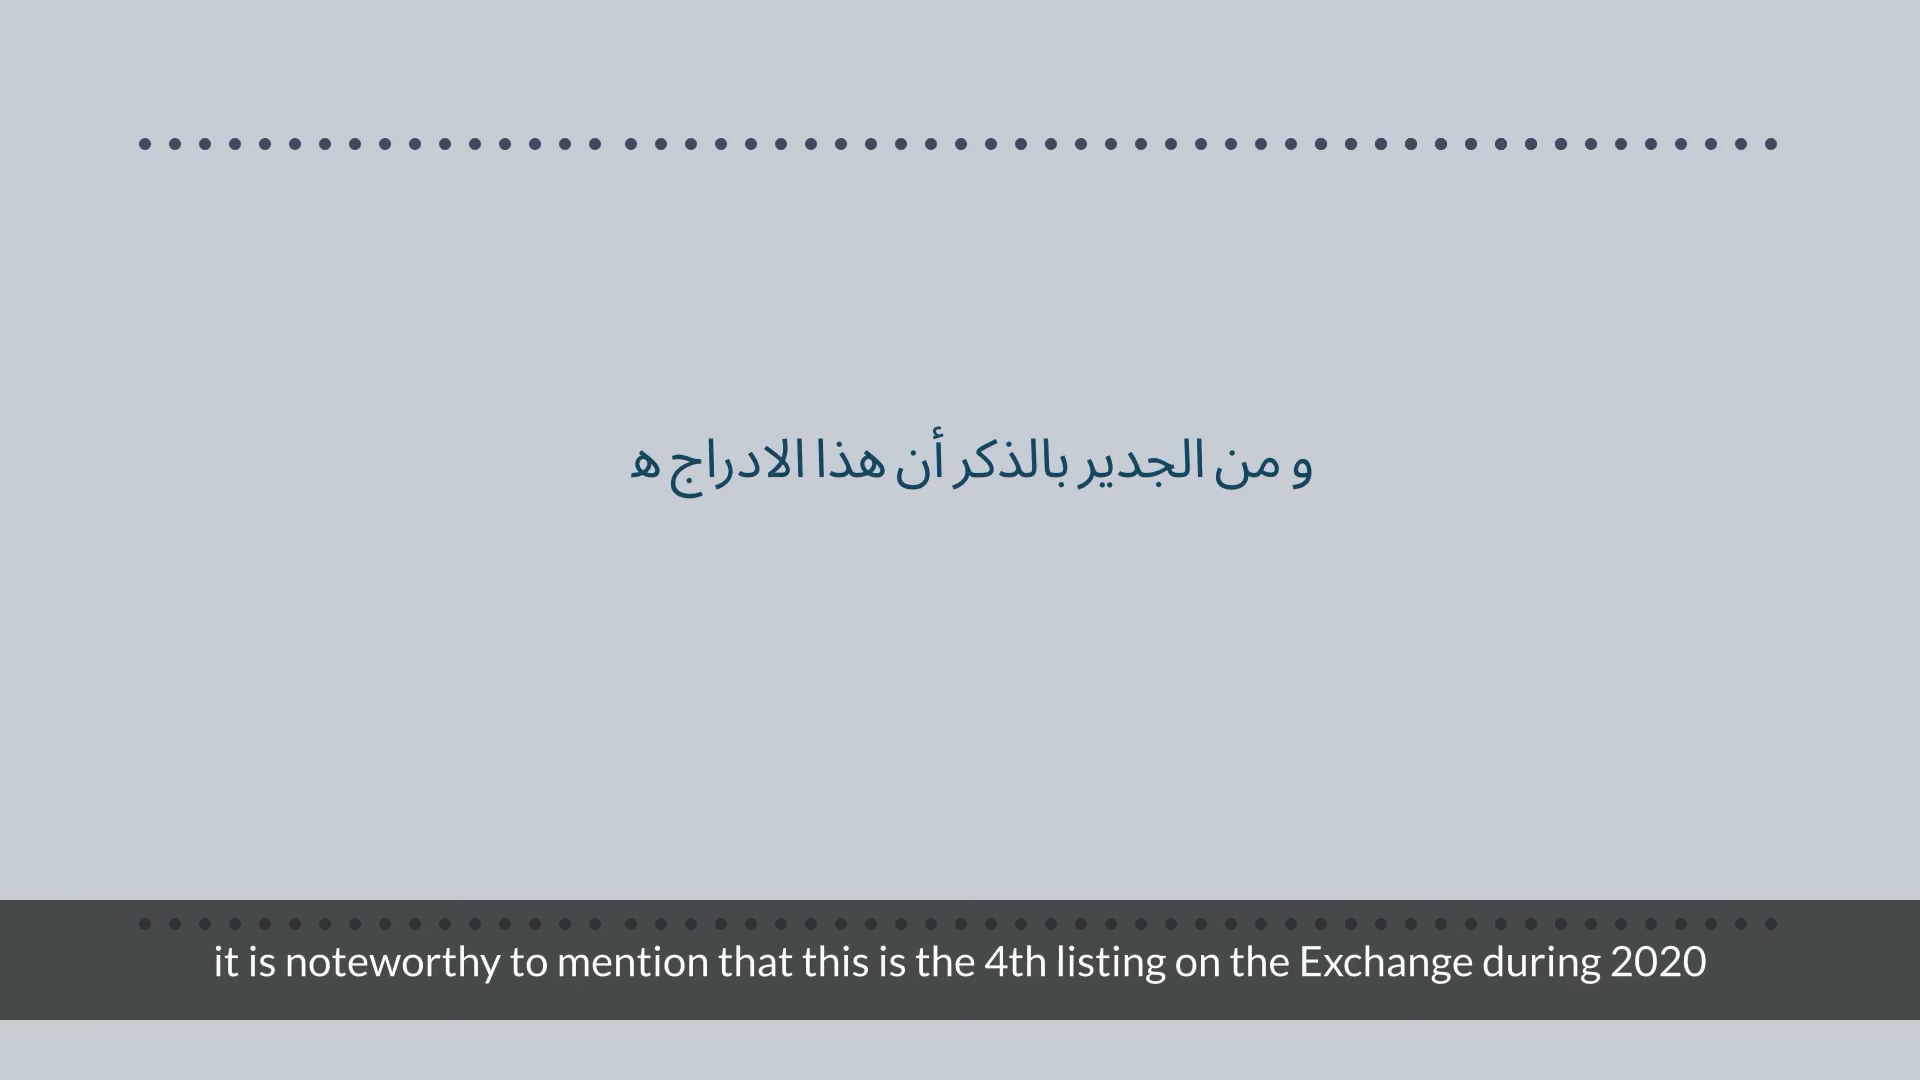 و من الجدير بالذكر أن هذا الادراج ه
it is noteworthy to mention that this is the 4th listing on the Exchange during 2020